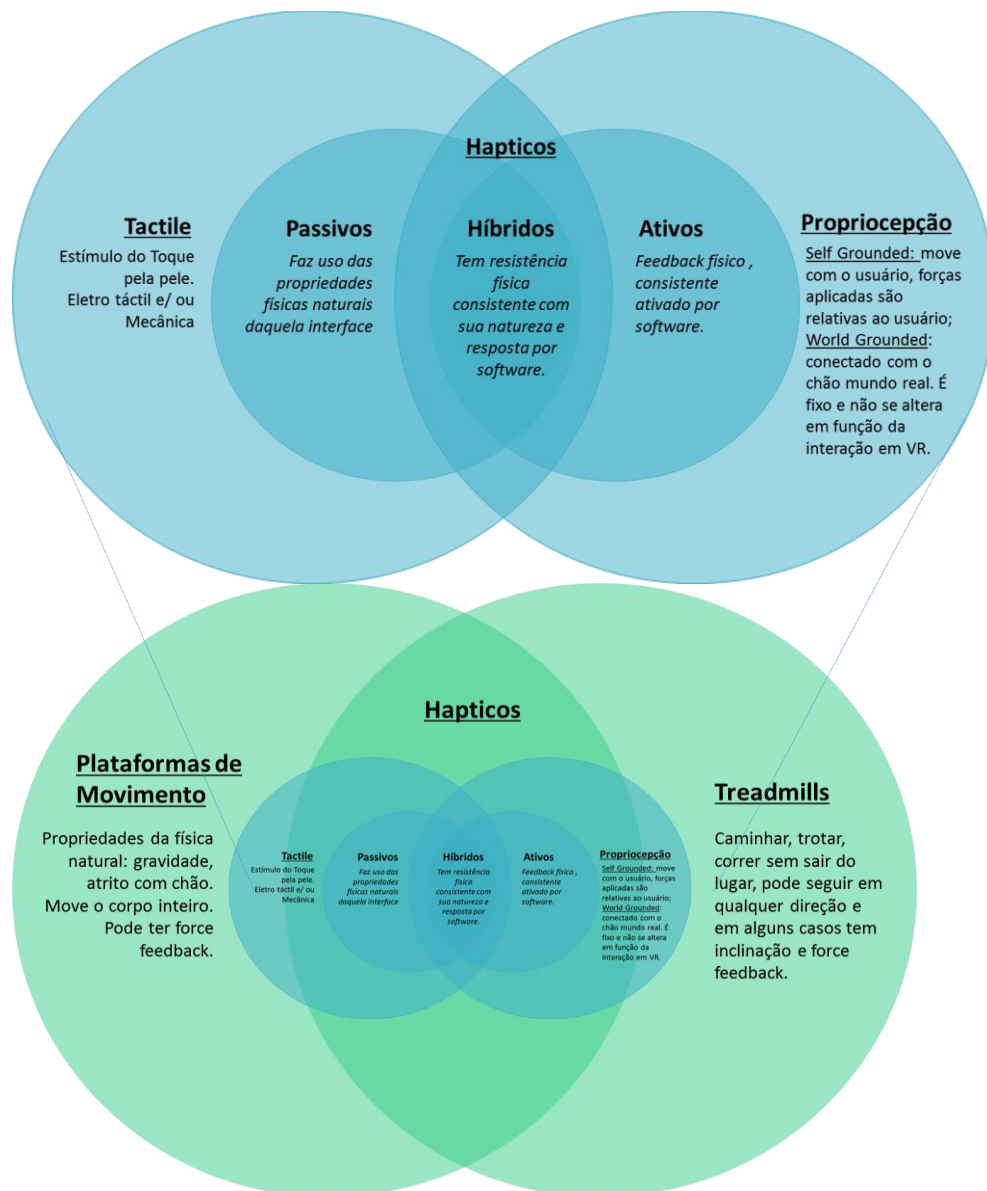 Hapticos
Tactile
Estímulo do Toque
pela pele.
Eletro táctil e/ ou
Mecânica
Passivos
Faz uso das
propriedades
físicas naturais
daquela interface
Híbridos
Tem resistência
física
consistente com
sua natureza e
resposta por
software.
Ativos
Feedback físico ,
consistente
ativado por
software.
Propriocepção
Self Grounded: move
com o usuário, forças
aplicadas são
relativas ao usuário;
World Grounded:
conectado com o
chão mundo real. É
fixo e não se altera
em função da
interação em VR.
Hapticos
Plataformas de
Movimento
Propriedades da física
natural: gravidade,
atrito com chão.
Move o corpo inteiro.
Pode ter force
feedback.
Tactile
Estímulo do Toque
pela pele.
Eletro táctil e/ ou
Mecânica
Passivos
Faz uso das
propriedades
físicas naturais
daquela interface
Híbridos
Tem resistência
física
consistente com
sua natureza e
resposta por
software.
Ativos
Feedback físico ,
consistente
ativado por
software.
Propriocepção
Self Grounded: move
com o usuário, forças
aplicadas são
relativas ao usuário;
World Grounded:
conectado com o
chão mundo real. É
fixo e não se altera
em função da
interação em VR.
Treadmills
Caminhar, trotar,
correr sem sair do
lugar, pode seguir em
qualquer direção e
em alguns casos tem
inclinação e force
feedback.